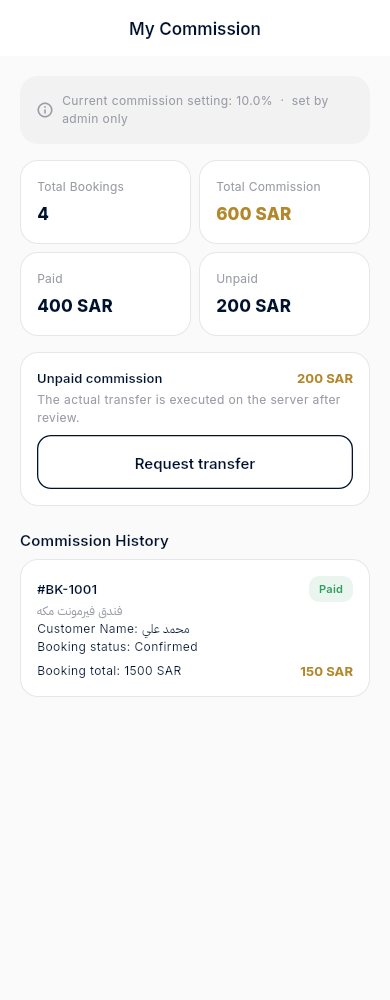 My Commission
Current commission setting: 10.0% · set by
admin only
Total Bookings
4
Total Commission
600 SAR
Paid
400 SAR
Unpaid
200 SAR
Unpaid commission
200 SAR
The actual transfer is executed on the server after
review.
Request transfer
Commission History
#BK-1001
Paid
فندق فيرمونت مكه
Customer Name: محمد علي
Booking status: Confirmed
Booking total: 1500 SAR
150 SAR